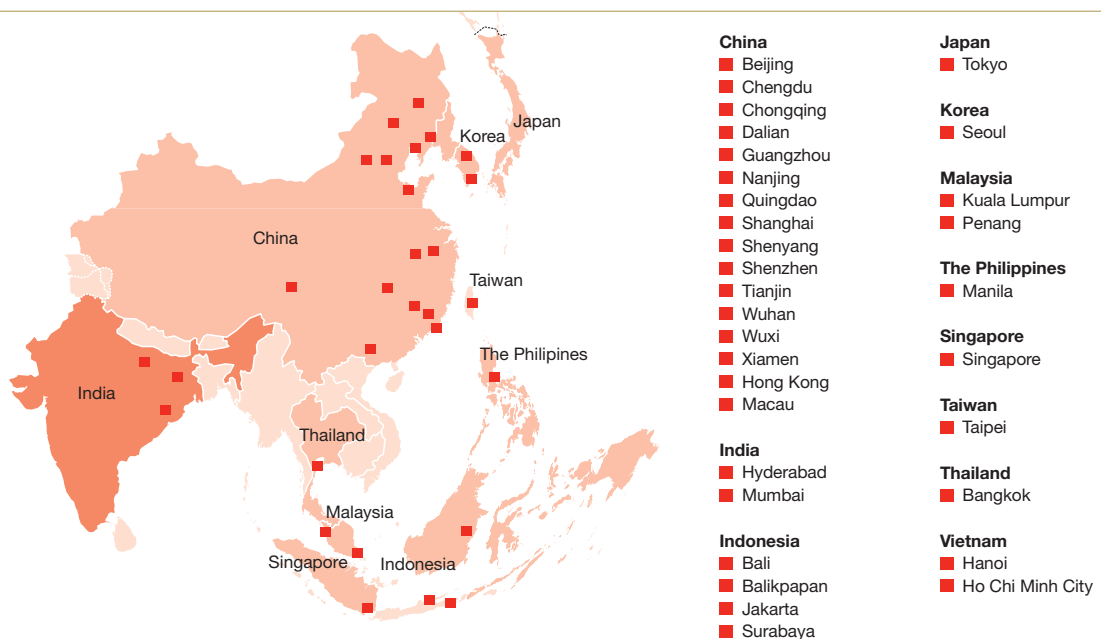 Korea
Japan
China
Taiwan
The Philipines
India
Thailand
Malaysia
Singapore
Indonesia
China
Beijing
Chengdu
Chongqing
Dalian
Guangzhou
Nanjing
Quingdao
Shanghai
Shenyang
Shenzhen
Tianjin
Wuhan
Wuxi
Xiamen
Hong Kong
Macau
India
Hyderabad
Mumbai
Indonesia
Bali
Balikpapan
Jakarta
Surabaya
Japan
Tokyo
Korea
Seoul
Malaysia
Kuala Lumpur
Penang
The Philippines
Manila
Singapore
Singapore
Taiwan
Taipei
Thailand
Bangkok
Vietnam
Hanoi
Ho Chi Minh City